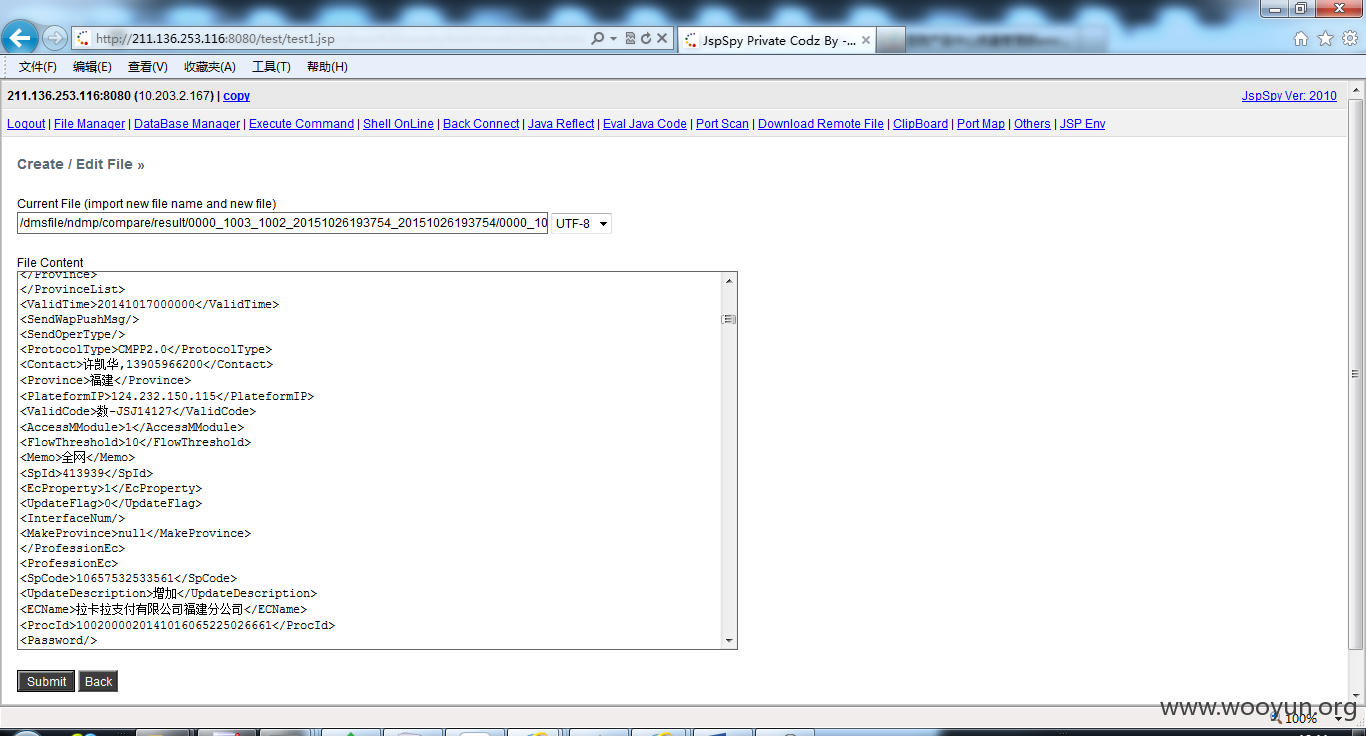 http://211.136.253.116:8080/test/test1.jsp
JspSpy Private Codz By -...
文件(F) 编辑(E) 查看(V) 收藏夹(A) 工具(T) 帮助(H)
211.136.253.116:8080 (10.203.2.167) | copy
JspSpy Ver: 2010
Logout | File Manager | DataBase Manager | Execute Command | Shell OnLine | Back Connect | Java Reflect | Eval Java Code | Port Scan | Download Remote File | ClipBoard | Port Map | Others | JSP Env
Create / Edit File »
Current File (import new file name and new file)
/dmsfile/ndmp/compare/result/0000_1003_1002_20151026193754_20151026193754/0000_10
UTF-8
File Content
</Province>
</ProvinceList>
<ValidTime>20141017000000</ValidTime>
<SendWapPushMsg/>
<SendOperType/>
<ProtocolType>CMPP2.0</ProtocolType>
<Contact>许凯华,13905966200</Contact>
<Province>福建</Province>
<PlateformIP>124.232.150.115</PlateformIP>
<ValidCode>数-JSJ14127</ValidCode>
<AccessMModule>1</AccessMModule>
<FlowThreshold>10</FlowThreshold>
<Memo>全网</Memo>
<SpId>413939</SpId>
<EcProperty>1</EcProperty>
<UpdateFlag>0</UpdateFlag>
<InterfaceNum/>
<MakeProvince>null</MakeProvince>
</ProfessionEc>
<ProfessionEc>
<SpCode>10657532533561</SpCode>
<UpdateDescription>增加</UpdateDescription>
<ECName>拉卡拉支付有限公司福建分公司</ECName>
<ProcId>1002000020141016065225026661</ProcId>
<Password/>
Submit Back
www.wooyun.org
100%